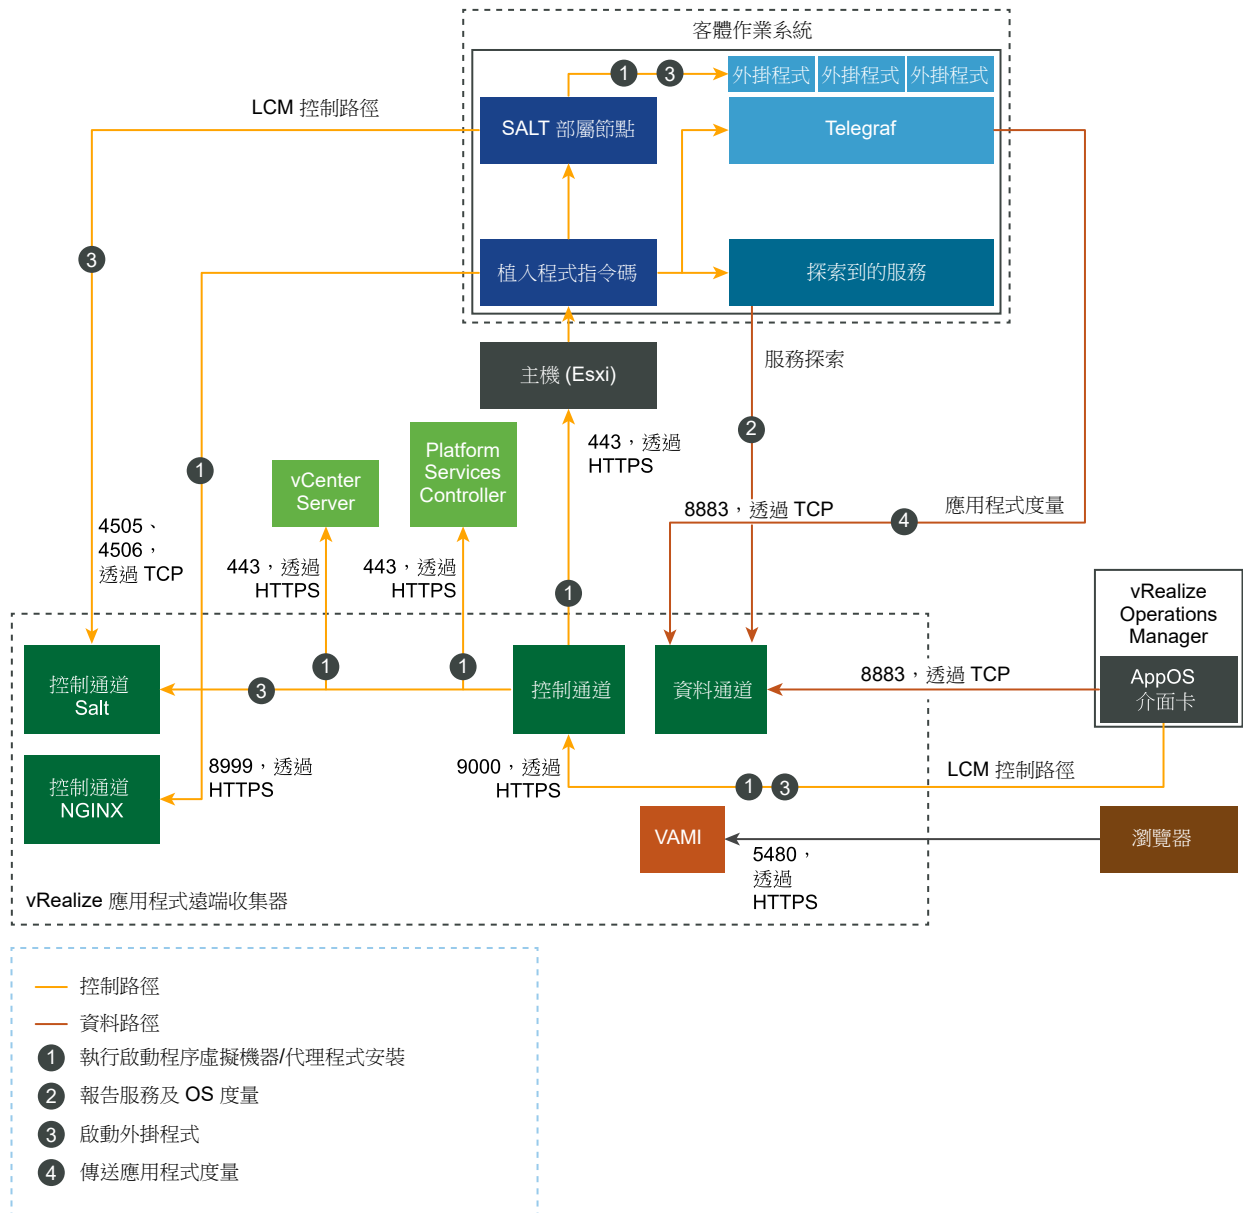 客體作業系統
1
3
外掛程式
外掛程式
外掛程式
LCM 控制路徑
SALT 部屬節點
Telegraf
3
植入程式指令碼
探索到的服務
服務探索
主機 (Esxi)
2
443，透過
HTTPS
Platform
Services
Controller
1
vCenter
Server
8883，透過 TCP
4
應用程式度量
4505、
4506，
透過 TCP
443，透過
HTTPS
443，透過
HTTPS
1
vRealize
Operations
Manager
控制通道
Salt
3
1
1
控制通道
資料通道
8883，透過 TCP
AppOS
介面卡
控制通道
NGINX
8999，透過
HTTPS
9000，透過
HTTPS
1
3
LCM 控制路徑
VAMI
5480，
透過
HTTPS
瀏覽器
vRealize 應用程式遠端收集器
控制路徑
資料路徑
1 執行啟動程序虛擬機器/代理程式安裝
2 報告服務及 OS 度量
3 啟動外掛程式
4 傳送應用程式度量